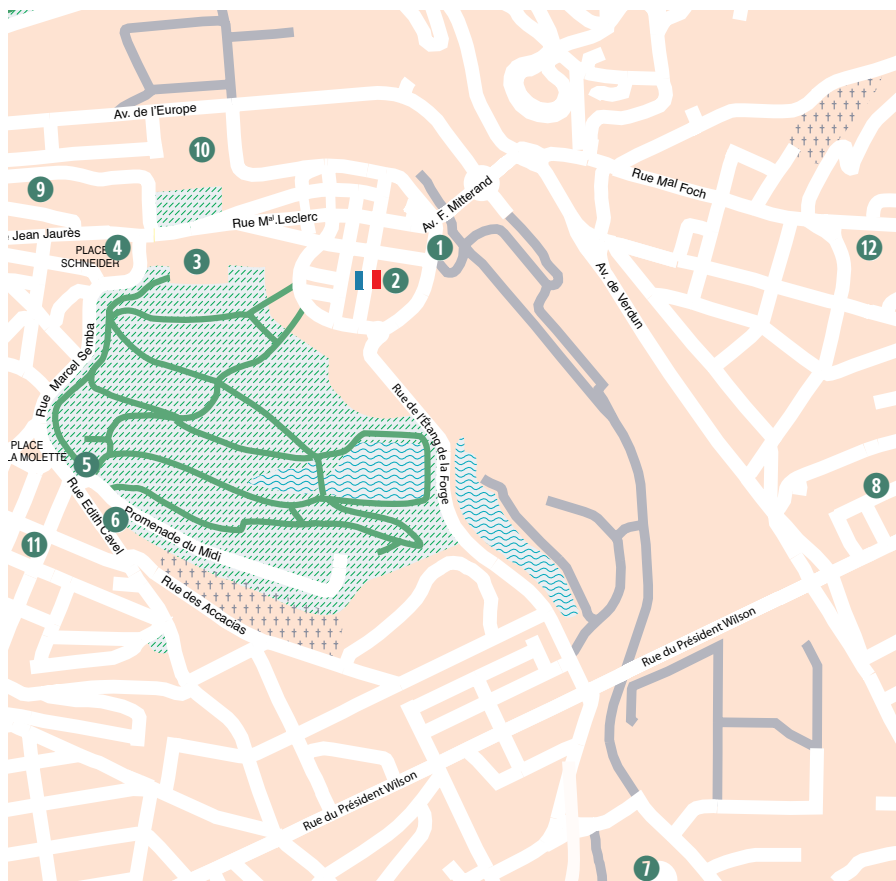 Av. de l'Europe
10
9
Rue Mal Foch
Rue Mal.Leclerc
Av. F. Mitterand
Jean Jaurès
4
1
12
PLACE
SCHNEIDER
3
2
Av. de Verdun
Rue Marcel Semba
Rue de l'Étang de la Forge
PLACE
LA MOLETTE
5
8
Rue Edith Cavel
6
Promenade du Midi
11
Rue des Accacias
Rue du Président Wilson
Rue du Président Wilson
7